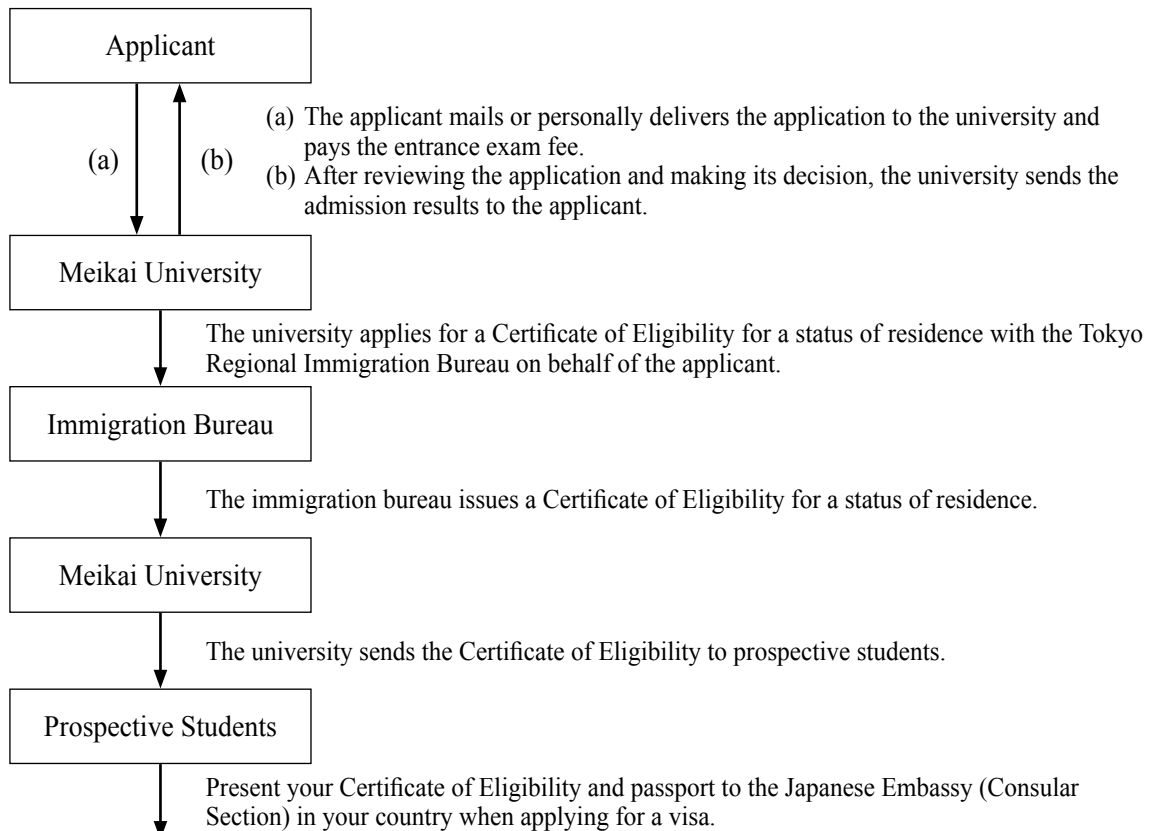 Applicant
(a) The applicant mails or personally delivers the application to the university and
pays the entrance exam fee.
(a) (b)
(b) After reviewing the application and making its decision, the university sends the
admission results to the applicant.
Meikai University
The university applies for a Certificate of Eligibility for a status of residence with the Tokyo
Regional Immigration Bureau on behalf of the applicant.
Immigration Bureau
The immigration bureau issues a Certificate of Eligibility for a status of residence.
Meikai University
The university sends the Certificate of Eligibility to prospective students.
Prospective Students
Present your Certificate of Eligibility and passport to the Japanese Embassy (Consular
Section) in your country when applying for a visa.